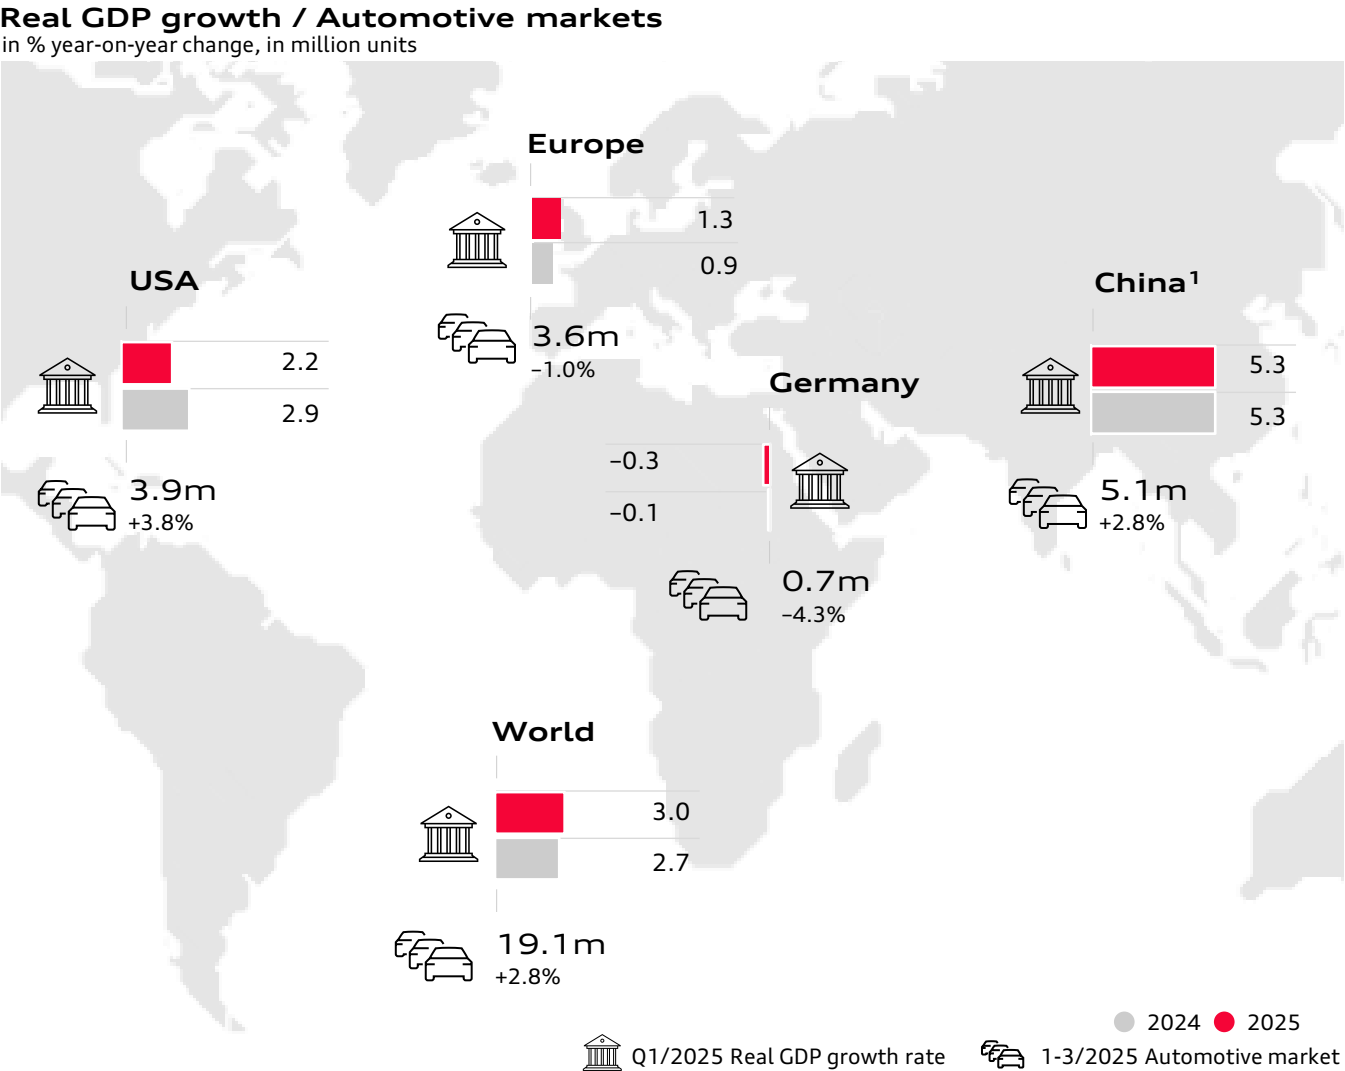 Real GDP growth / Automotive markets
in % year-on-year change, in million units
Europe
1.3
0.9
3.6m
–1.0%
USA
2.2
2.9
3.9m
+3.8%
China¹
5.3
5.3
5.1m
+2.8%
Germany
–0.3
–0.1
0.7m
–4.3%
World
3.0
2.7
19.1m
+2.8%
2024 2025
Q1/2025 Real GDP growth rate 1-3/2025 Automotive market